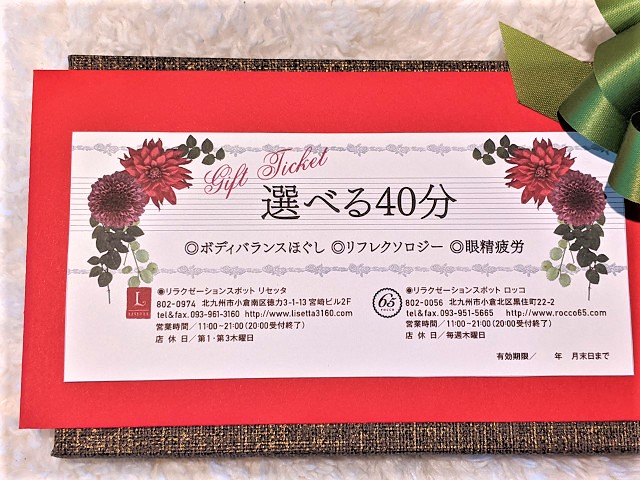 Gift Ticket
選べる40分
◎ボディバランスほぐし ◎リフレクソロジー ◎眼精疲労
◉リラクゼーションスポット リセッタ
802-0974 北九州市小倉南区徳力3-1-13 宮崎ビル2F
tel&fax.093-961-3160 http://www.lisetta3160.com
営業時間／11:00~21:00(20:00受付終了)
店 休 日／第1・第3木曜日
L
◉リラクゼーションスポット ロッコ
802-0056 北九州市小倉北区黒住町22-2
tel&fax.093-951-5665 http://www.rocco65.com
営業時間／11:00~21:00(20:00受付終了)
店 休 日／毎週木曜日
65
ROCCO
有効期限／ 年 月末日まで